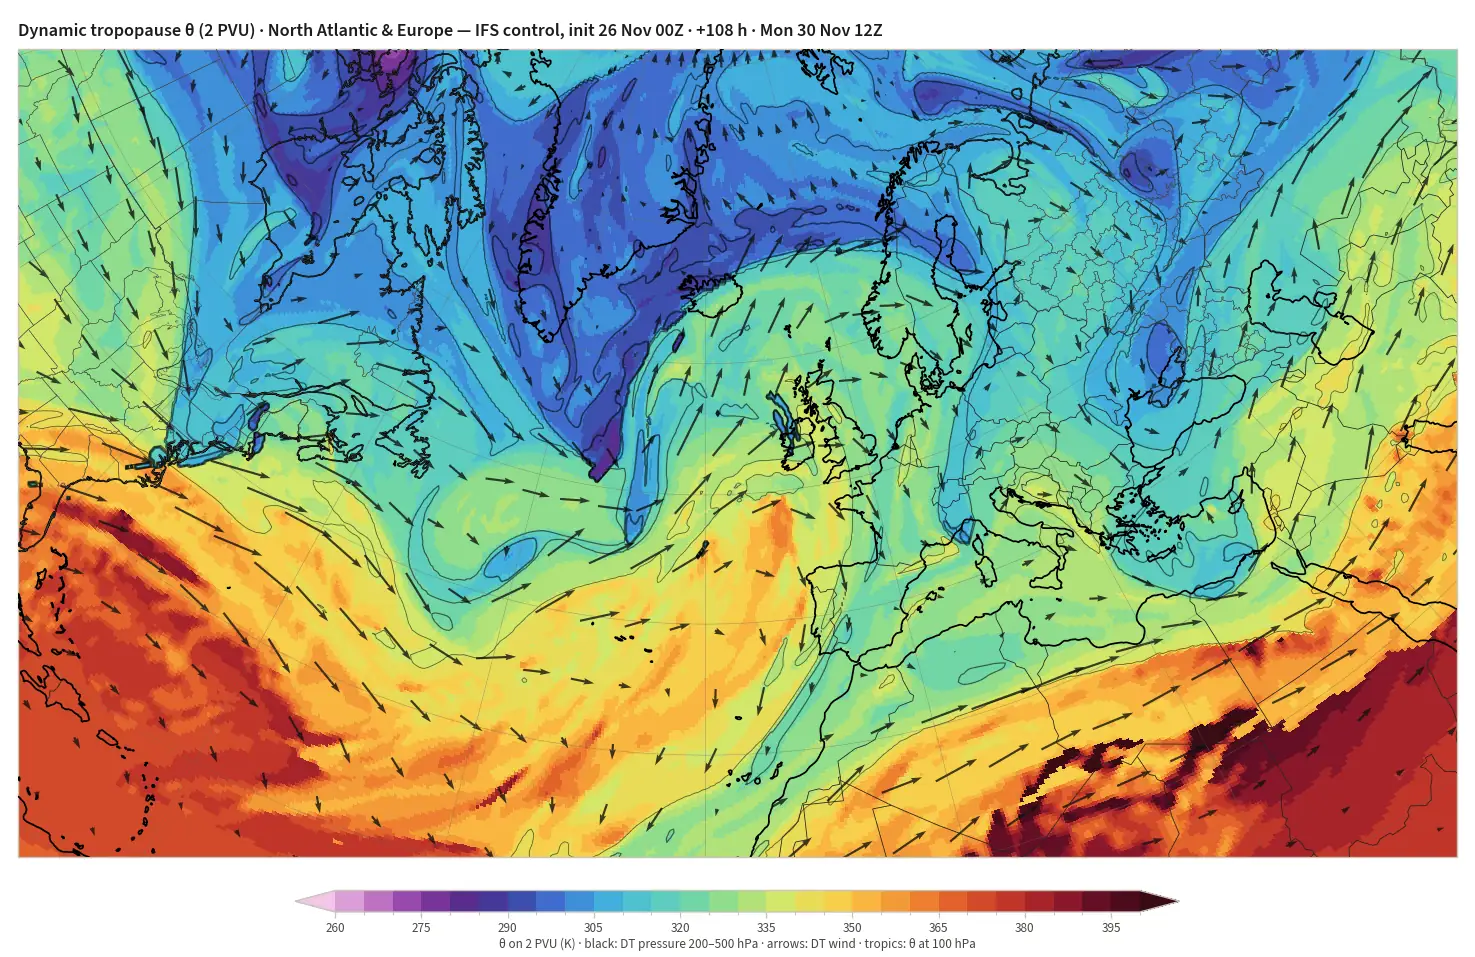 Dynamic tropopause θ (2 PVU) · North Atlantic & Europe — IFS control, init 26 Nov 00Z · +108 h · Mon 30 Nov 12Z
260 275 290 305 320 335 350 365 380 395
θ on 2 PVU (K) · black: DT pressure 200–500 hPa · arrows: DT wind · tropics: θ at 100 hPa